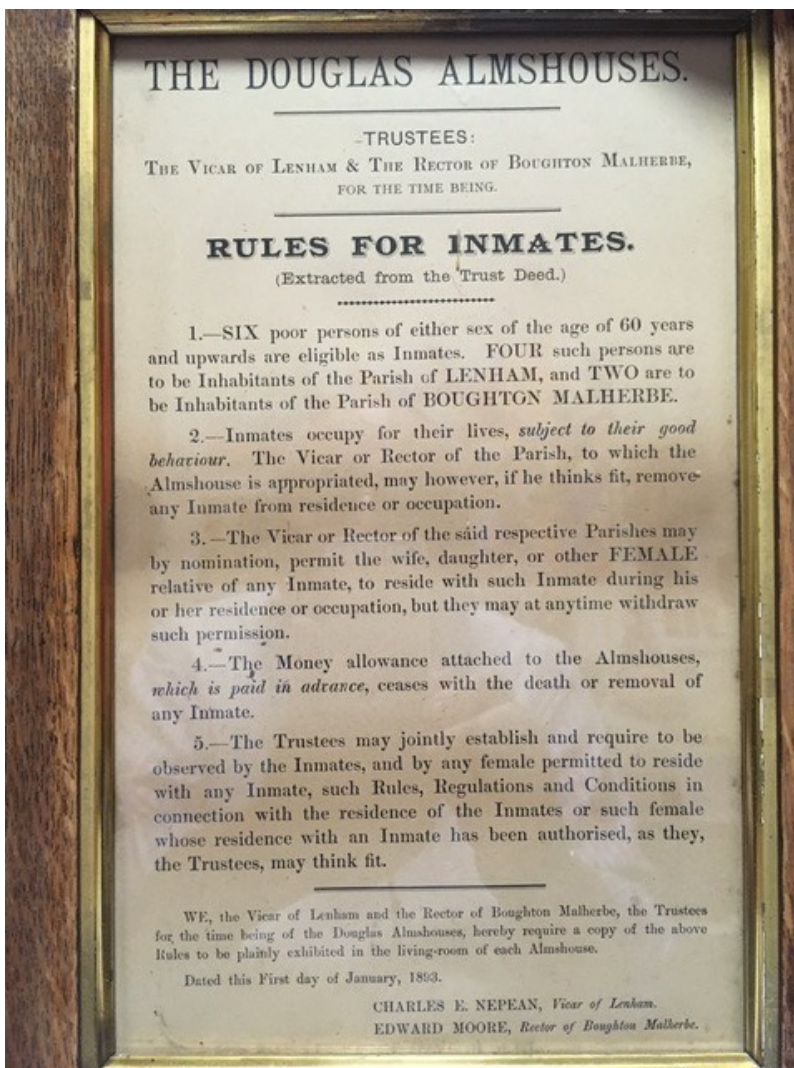 THE DOUGLAS ALMSHOUSES.
-TRUSTEES:
THE VICAR OF LENHAM & THE RECTOR OF BOUGHTON MALHERBE,
FOR THE TIME BEING.
RULES FOR INMATES.
(Extracted from the Trust Deed.)
1.—SIX poor persons of either sex of the age of 60 years
and upwards are eligible as Inmates. FOUR such persons are
to be Inhabitants of the Parish of LENHAM, and TWO are to
be Inhabitants of the Parish of BOUGHTON MALHERBE.
2.—Inmates occupy for their lives, subject to their good
behaviour. The Vicar or Rector of the Parish, to which the
Almshouse is appropriated, may however, if he thinks fit, remove
any Inmate from residence or occupation.
3.—The Vicar or Rector of the said respective Parishes may
by nomination, permit the wife, daughter, or other FEMALE
relative of any Inmate, to reside with such Inmate during his
or her residence or occupation, but they may at anytime withdraw
such permission.
4.—The Money allowance attached to the Almshouses,
which is paid in advance, ceases with the death or removal of
any Inmate.
5.—The Trustees may jointly establish and require to be
observed by the Inmates, and by any female permitted to reside
with any Inmate, such Rules, Regulations and Conditions in
connection with the residence of the Inmates or such female
whose residence with an Inmate has been authorised, as they,
the Trustees, may think fit.
WE, the Vicar of Lenham and the Rector of Boughton Malherbe, the Trustees
for the time being of the Douglas Almshouses, hereby require a copy of the above
Rules to be plainly exhibited in the living-room of each Almshouse.
Dated this First day of January, 1893.
CHARLES E. NEPEAN, Vicar of Lenham.
EDWARD MOORE, Rector of Boughton Malherbe.